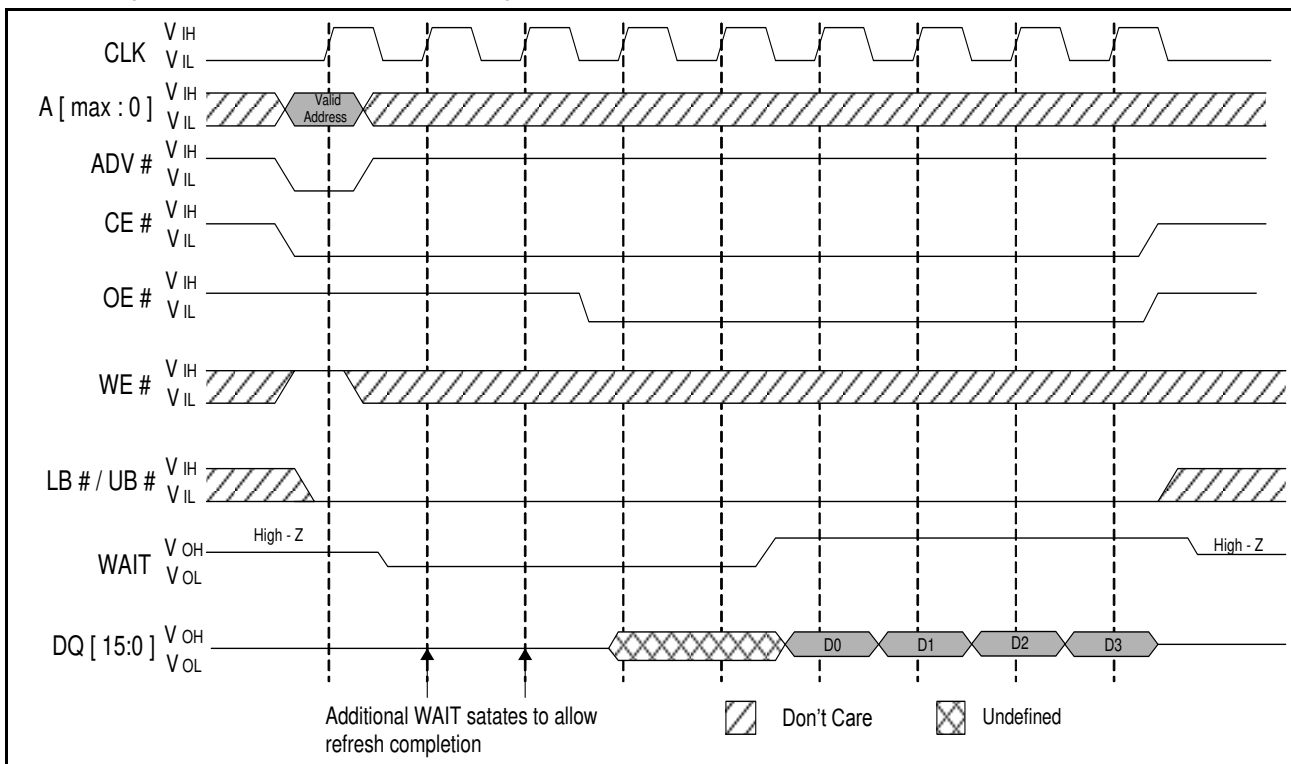 CLK V IH
V IL
A [ max : 0 ] V IH
V IL
Valid
Address
ADV # V IH
V IL
CE # V IH
V IL
OE # V IH
V IL
WE # V IH
V IL
LB # / UB # V IH
V IL
WAIT V OH
V OL
High - Z
High - Z
DQ [ 15:0 ] V OH
V OL
D0 D1 D2 D3
Additional WAIT satates to allow
refresh completion
Don't Care
Undefined